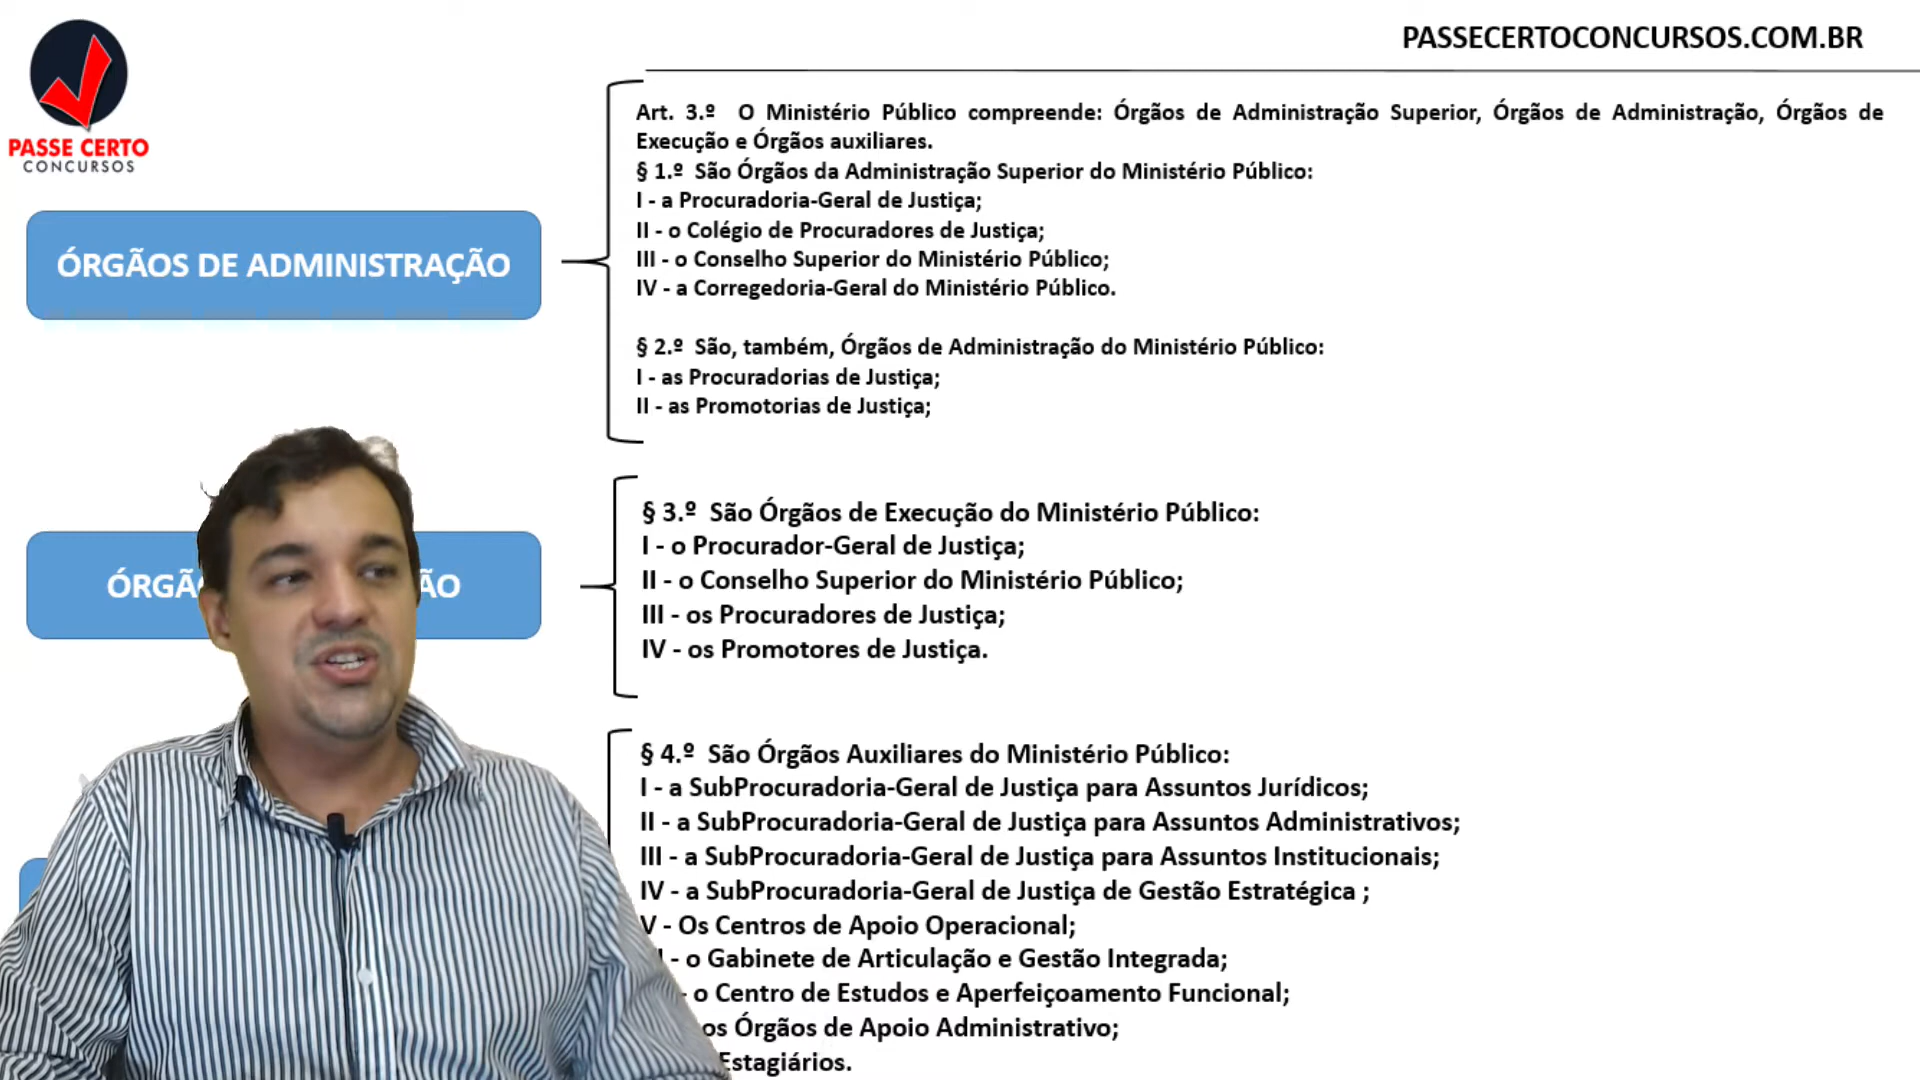 PASSECERTOCONCURSOS.COM.BR
PASSE CERTO
CONCURSOS
ÓRGÃOS DE ADMINISTRAÇÃO
Art. 3.º O Ministério Público compreende: Órgãos de Administração Superior, Órgãos de Administração, Órgãos de
Execução e Órgãos auxiliares.
§ 1.º São Órgãos da Administração Superior do Ministério Público:
I - a Procuradoria-Geral de Justiça;
II - o Colégio de Procuradores de Justiça;
III - o Conselho Superior do Ministério Público;
IV - a Corregedoria-Geral do Ministério Público.
§ 2.º São, também, Órgãos de Administração do Ministério Público:
I - as Procuradorias de Justiça;
II - as Promotorias de Justiça;
§ 3.º São Órgãos de Execução do Ministério Público:
I - o Procurador-Geral de Justiça;
II - o Conselho Superior do Ministério Público;
III - os Procuradores de Justiça;
IV - os Promotores de Justiça.
§ 4.º São Órgãos Auxiliares do Ministério Público:
I - a SubProcuradoria-Geral de Justiça para Assuntos Jurídicos;
II - a SubProcuradoria-Geral de Justiça para Assuntos Administrativos;
III - a SubProcuradoria-Geral de Justiça para Assuntos Institucionais;
IV - a SubProcuradoria-Geral de Justiça de Gestão Estratégica ;
V - Os Centros de Apoio Operacional;
- o Gabinete de Articulação e Gestão Integrada;
- o Centro de Estudos e Aperfeiçoamento Funcional;
os Órgãos de Apoio Administrativo;
Estagiários.